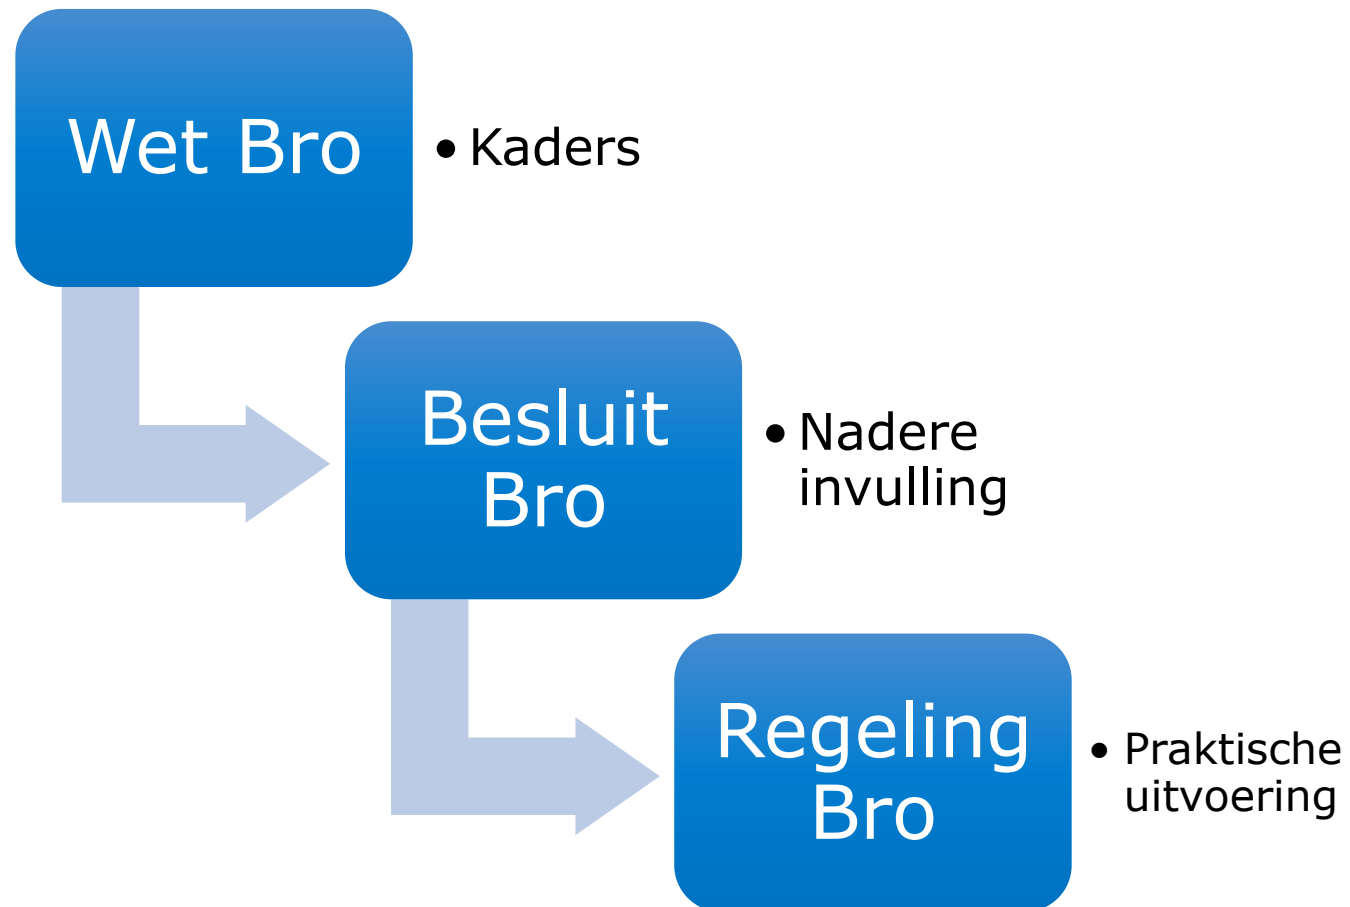 Wet Bro
• Kaders
Besluit
Bro
• Nadere
invulling
Regeling
Bro
• Praktische
uitvoering